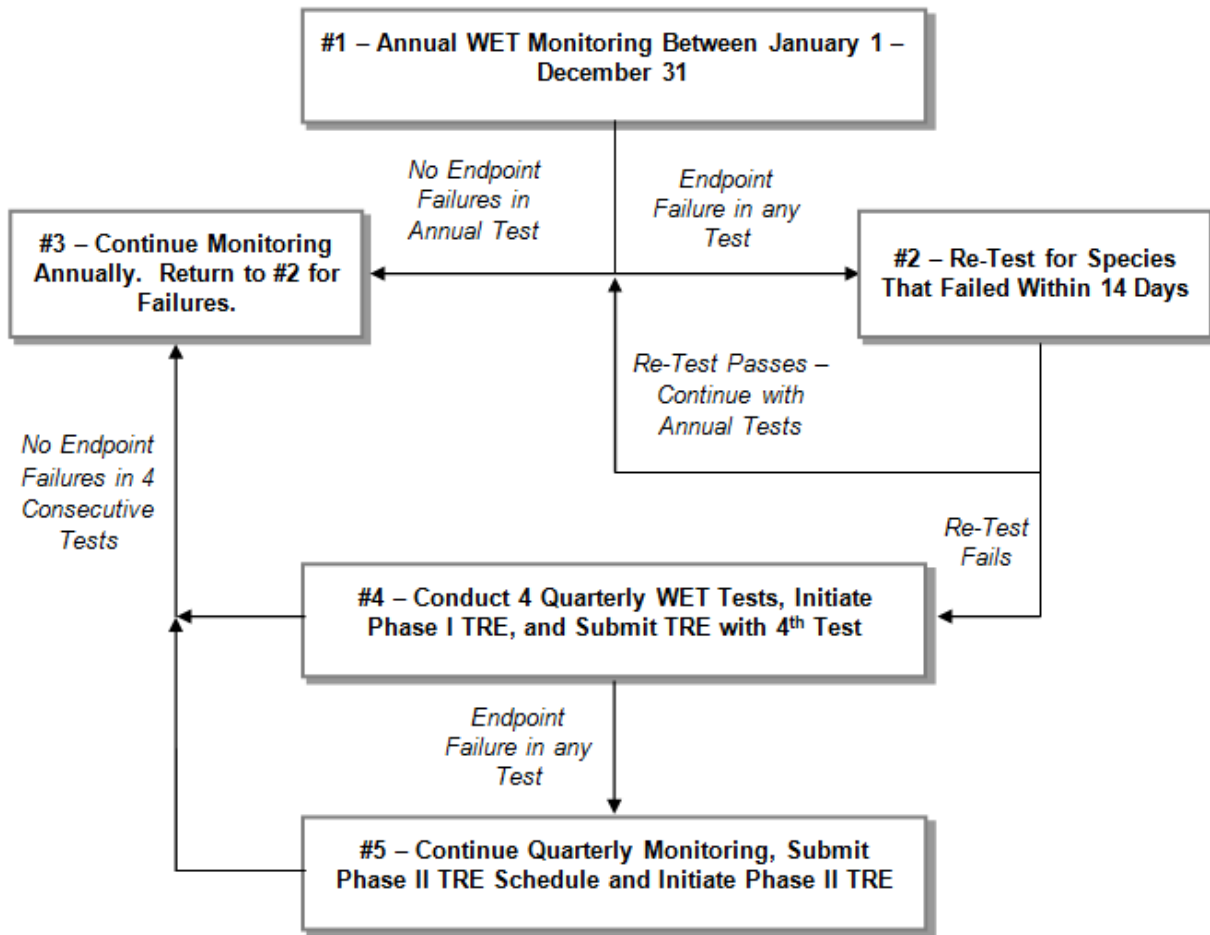 #1 – Annual WET Monitoring Between January 1 –
December 31
No Endpoint
Failures in
Annual Test
Endpoint
Failure in any
Test
#3 – Continue Monitoring
Annually.  Return to #2 for
Failures.
#2 – Re-Test for Species
That Failed Within 14 Days
Re-Test Passes –
Continue with
Annual Tests
No Endpoint
Failures in 4
Consecutive
Tests
Re-Test
Fails
#4 – Conduct 4 Quarterly WET Tests, Initiate
Phase I TRE, and Submit TRE with 4th Test
Endpoint
Failure in any
Test
#5 – Continue Quarterly Monitoring, Submit
Phase II TRE Schedule and Initiate Phase II TRE